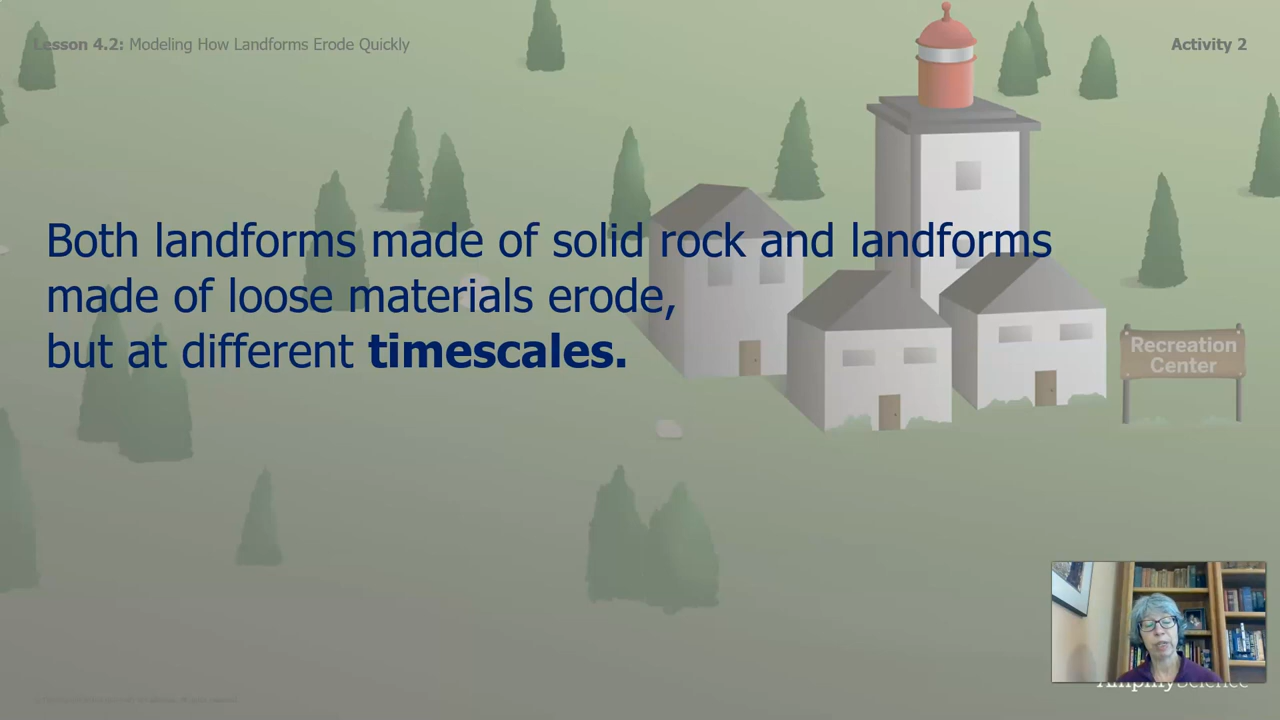 Lesson 4.2: Modeling How Landforms Erode Quickly
Activity 2
Both landforms made of solid rock and landforms
made of loose materials erode,
but at different timescales.
Recreation
Center
AmplifyScience